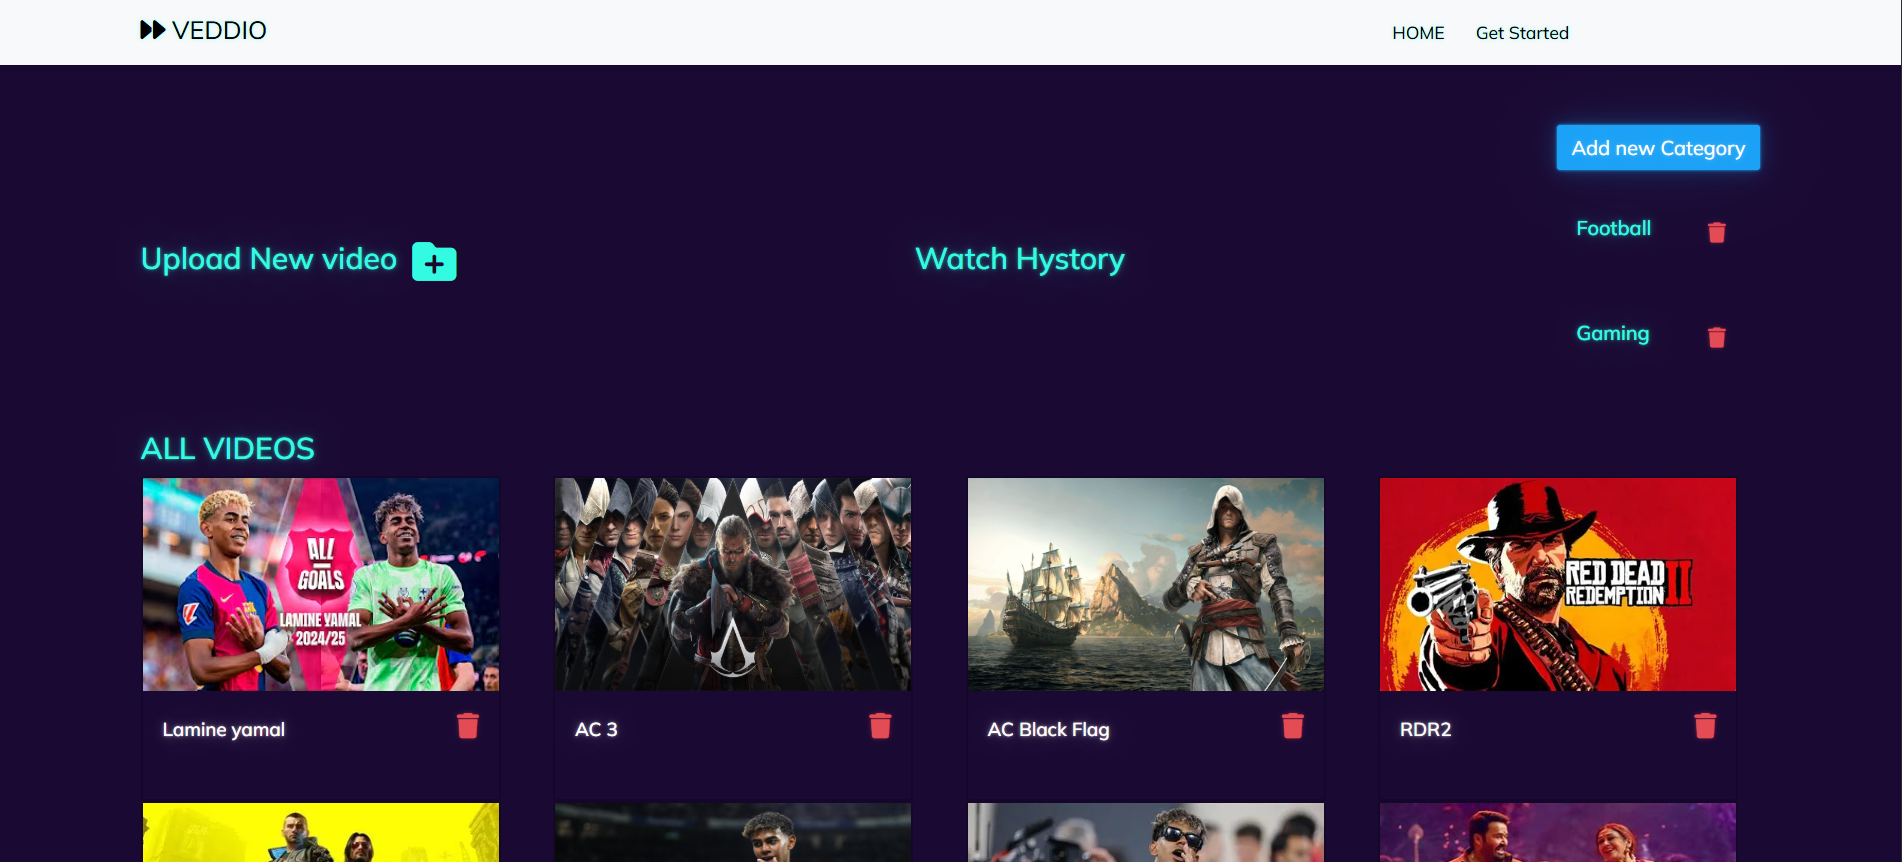 VEDDIO
HOME
Get Started
Add new Category
Upload New video
Watch Hystory
Football
Gaming
ALL VIDEOS
ALL
GOALS
LAMINE YAMAL
2024/25
RED DEAD
REDEMPTION II
Lamine yamal
AC 3
AC Black Flag
RDR2